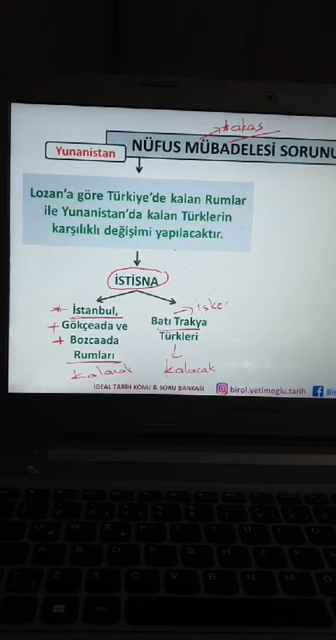 takas
Yunanistan
NÜFUS MÜBADELESİ SORUNU
Lozan'a göre Türkiye'de kalan Rumlar
ile Yunanistan'da kalan Türklerin
karşılıklı değişimi yapılacaktır.
İSTİSNA
İstanbul,
Gökçeada ve
Bozcaada
Rumları
kalacak
Batı Trakya
Türkleri
kalacak
İDEAL TARİH KONU & SORU BANKASI
birol.yetimoglu.tarih